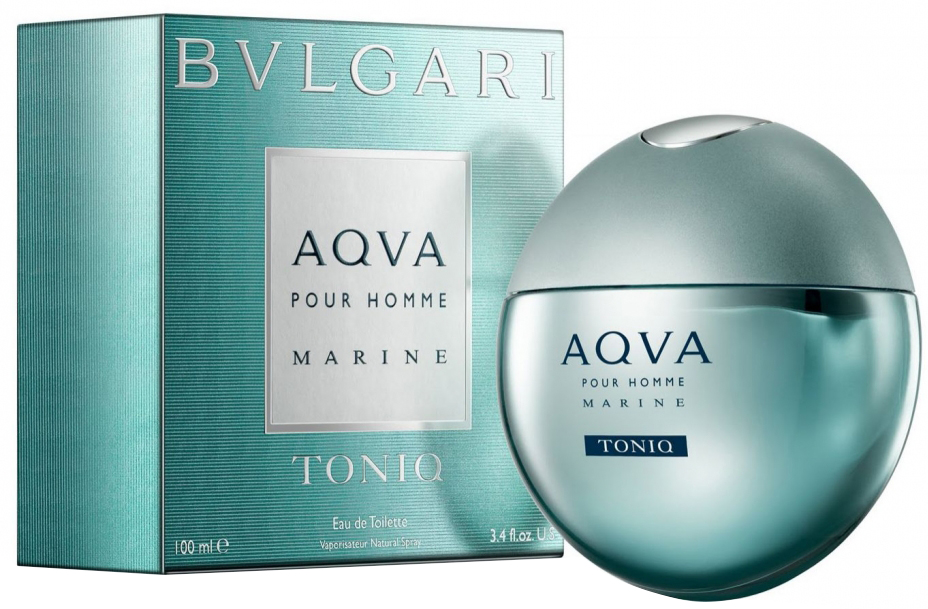 BVLGARI
AQVA
POUR HOMME
MARINE
TONIQ
Eau de Toilette
Vaporisateur Natural Spray
100 ml ℮
3.4 fl.oz. U.S.
AQVA
POUR HOMME
MARINE
TONIQ